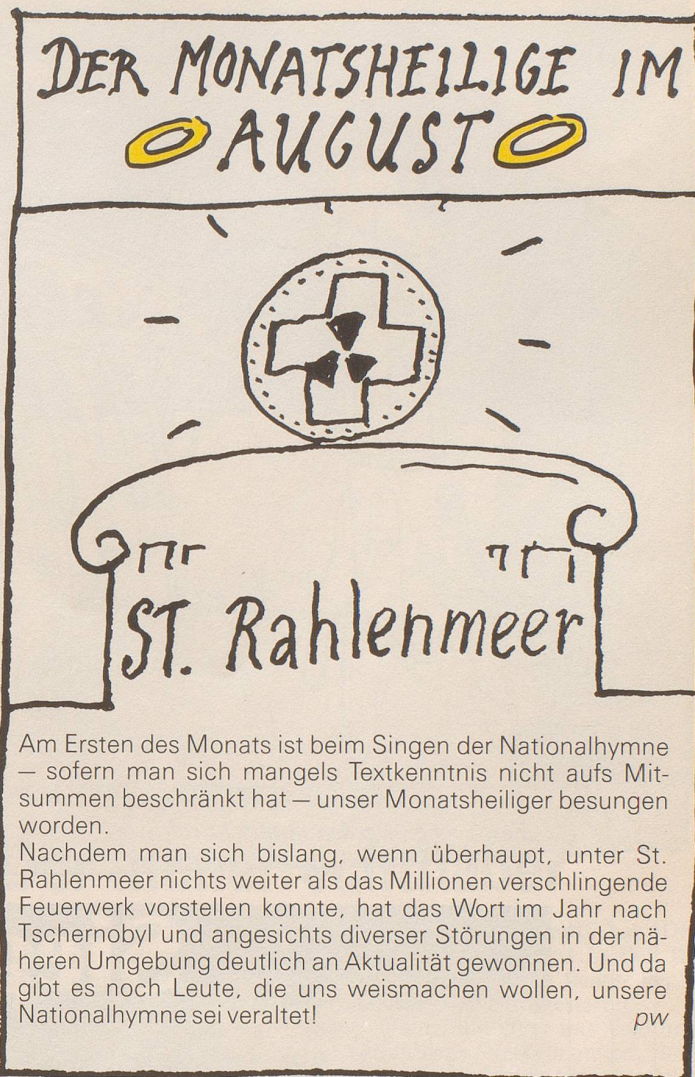 DER MONATSHEILIGE IM
AUGUST
ST. Rahlenmeer
Am Ersten des Monats ist beim Singen der Nationalhymne
— sofern man sich mangels Textkenntnis nicht aufs Mit-
summen beschränkt hat — unser Monatsheiliger besungen
worden.
Nachdem man sich bislang, wenn überhaupt, unter St.
Rahlenmeer nichts weiter als das Millionen verschlingende
Feuerwerk vorstellen konnte, hat das Wort im Jahr nach
Tschernobyl und angesichts diverser Störungen in der nä-
heren Umgebung deutlich an Aktualität gewonnen. Und da
gibt es noch Leute, die uns weismachen wollen, unsere
Nationalhymne sei veraltet! pw